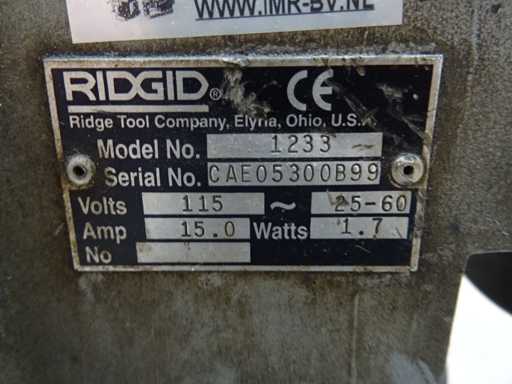 WWW.IMR-BV.NL
RIDGID® CE
Ridge Tool Company, Elyria, Ohio, U.S.A.
Model No. 1233
Serial No. CAE05300B99
Volts 115 ~ 25-60
Amp 15.0 Watts 1.7
No